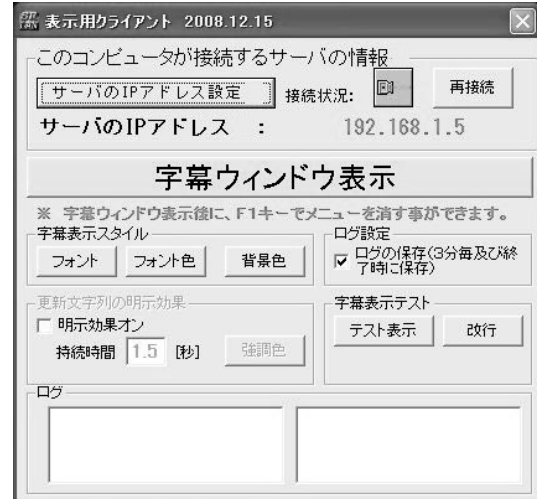 表示用クライアント 2008.12.15
このコンピュータが接続するサーバの情報
サーバのIPアドレス設定 接続状況: 再接続
サーバのIPアドレス : 192.168.1.5
字幕ウィンドウ表示
※ 字幕ウィンドウ表示後に、F1キーでメニューを消す事ができます。
字幕表示スタイル
フォント フォント色 背景色
ログ設定
ログの保存(3分毎及び終
了時に保存)
更新文字列の明示効果
明示効果オン
持続時間 1.5 [秒] 強調色
字幕表示テスト
テスト表示 改行
ログ